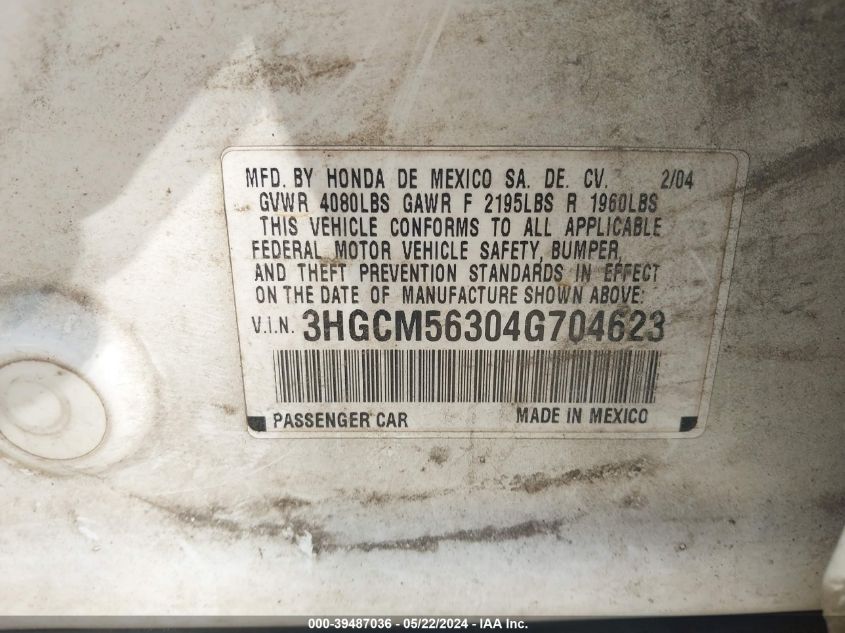 MFD. BY HONDA DE MEXICO SA. DE. CV. 2/04
GVWR 4080LBS GAWR F 2195LBS R 1960LBS
THIS VEHICLE CONFORMS TO ALL APPLICABLE
FEDERAL MOTOR VEHICLE SAFETY, BUMPER,
AND THEFT PREVENTION STANDARDS IN EFFECT
ON THE DATE OF MANUFACTURE SHOWN ABOVE:
V.I.N. 3HGCM56304G704623
PASSENGER CAR MADE IN MEXICO
000-39487036 - 05/22/2024 - IAA Inc.